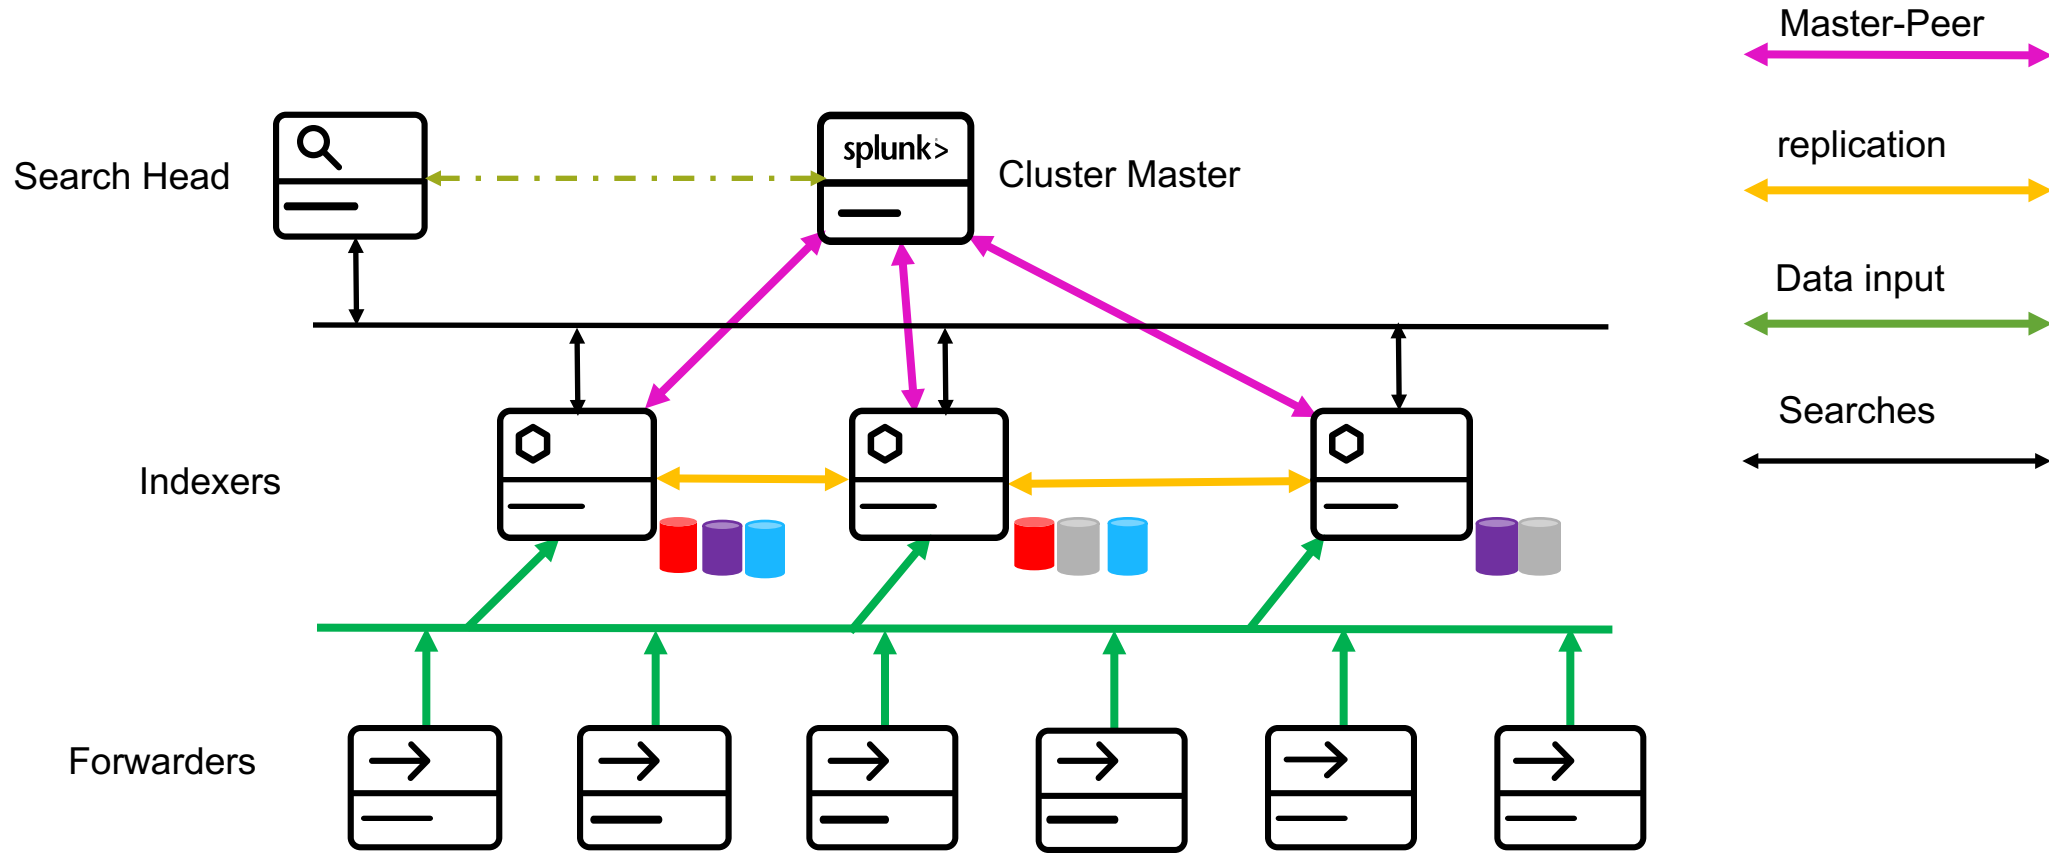 Master-Peer
replication
Data input
Searches
Search Head
splunk>
Cluster Master
Indexers
Forwarders